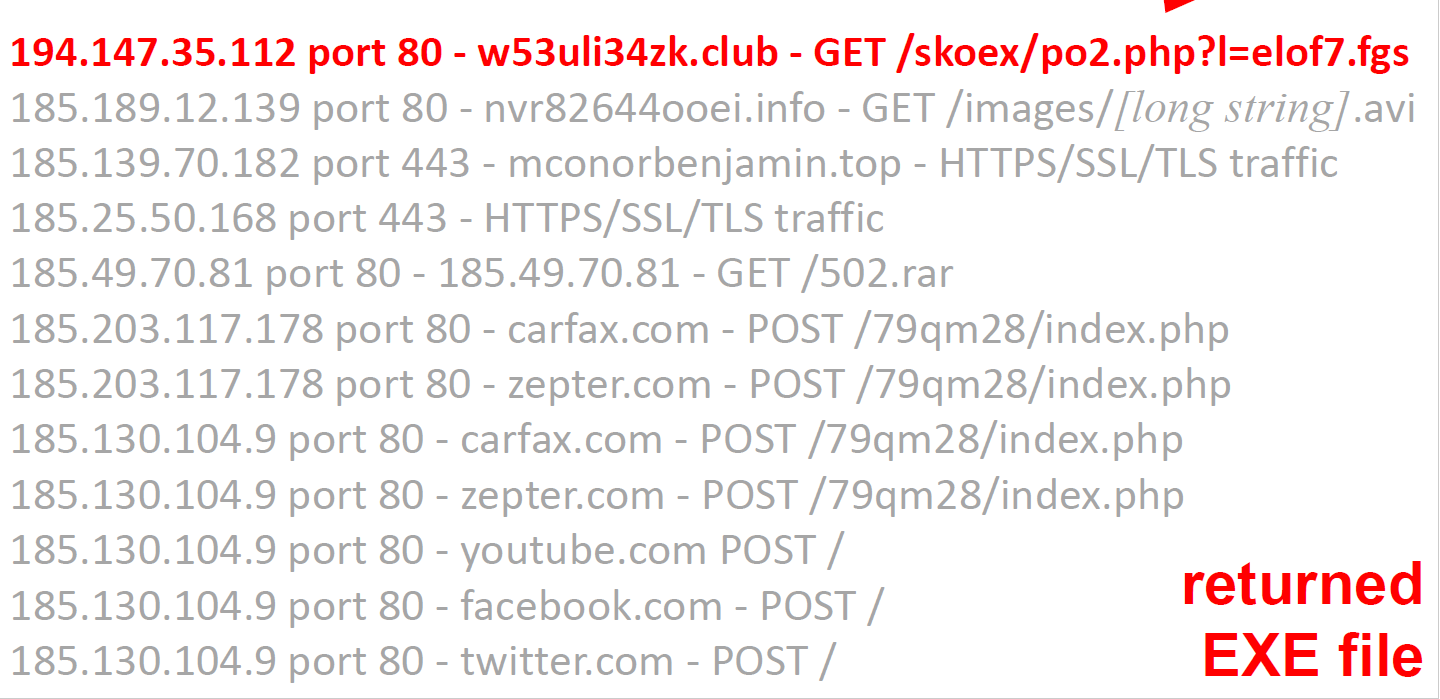 194.147.35.112 port 80 - w53uli34zk.club - GET /skoex/po2.php?l=elof7.fgs
185.189.12.139 port 80 - nvr82644ooei.info - GET /images/[long string].avi
185.139.70.182 port 443 - mconorbenjamin.top - HTTPS/SSL/TLS traffic
185.25.50.168 port 443 - HTTPS/SSL/TLS traffic
185.49.70.81 port 80 - 185.49.70.81 - GET /502.rar
185.203.117.178 port 80 - carfax.com - POST /79qm28/index.php
185.203.117.178 port 80 - zepter.com - POST /79qm28/index.php
185.130.104.9 port 80 - carfax.com - POST /79qm28/index.php
185.130.104.9 port 80 - zepter.com - POST /79qm28/index.php
185.130.104.9 port 80 - youtube.com POST /
185.130.104.9 port 80 - facebook.com - POST /
185.130.104.9 port 80 - twitter.com - POST /
returned
EXE file